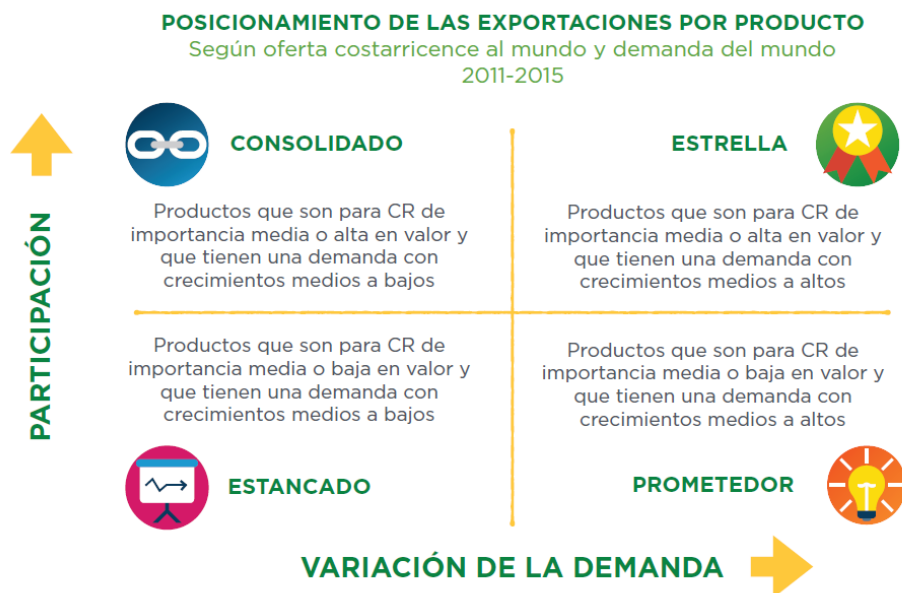 POSICIONAMIENTO DE LAS EXPORTACIONES POR PRODUCTO
Según oferta costarricence al mundo y demanda del mundo
2011-2015
PARTICIPACIÓN
CONSOLIDADO
Productos que son para CR de
importancia media o alta en valor y
que tienen una demanda con
crecimientos medios a bajos
ESTRELLA
Productos que son para CR de
importancia media o alta en valor y
que tienen una demanda con
crecimientos medios a altos
Productos que son para CR de
importancia media o baja en valor y
que tienen una demanda con
crecimientos medios a bajos
ESTANCADO
Productos que son para CR de
importancia media o baja en valor y
que tienen una demanda con
crecimientos medios a altos
PROMETEDOR
VARIACIÓN DE LA DEMANDA